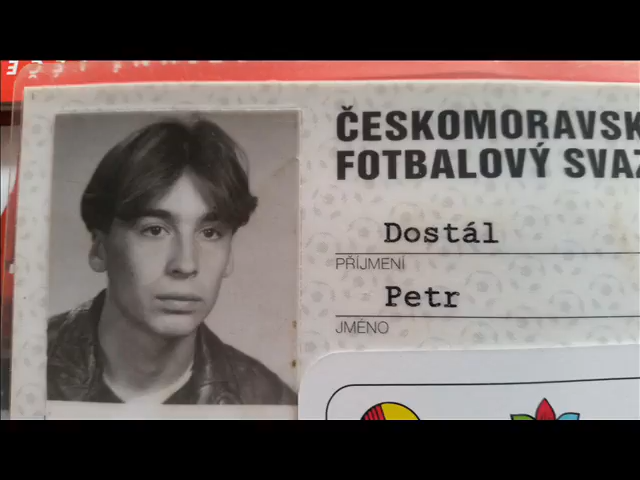 ČESKOMORAVSK
FOTBALOVÝ SVAZ
Dostál
PŘÍJMENÍ
Petr
JMÉNO